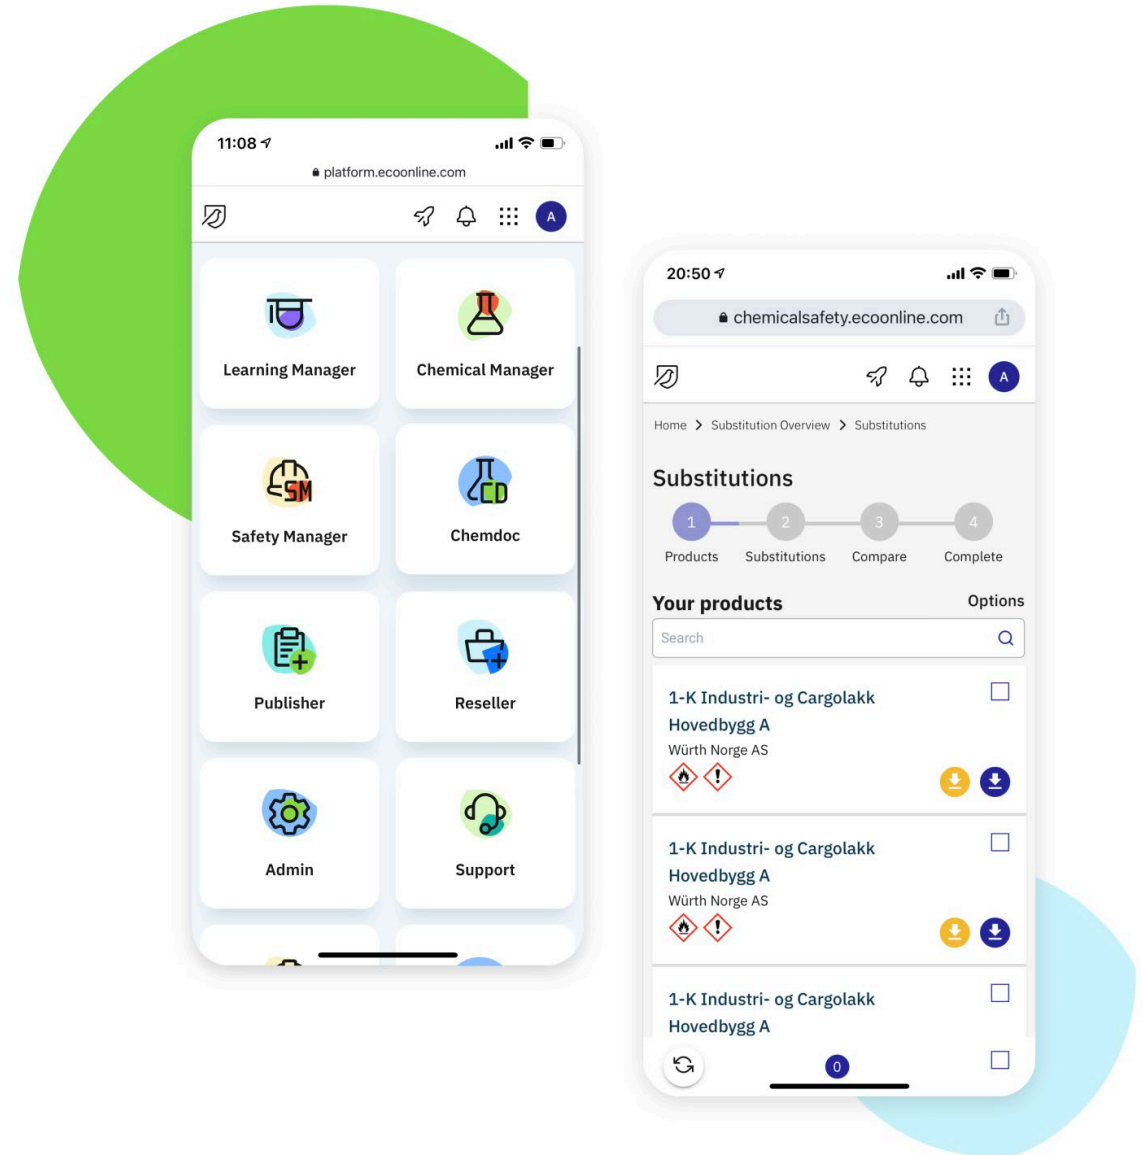 11:08
platform.ecoonline.com
A
Learning Manager
Chemical Manager
SM
Safety Manager
CD
Chemdoc
Publisher
Reseller
Admin
Support
20:50
chemicalsafety.ecoonline.com
A
Home > Substitution Overview > Substitutions
Substitutions
1 2 3 4
Products Substitutions Compare Complete
Your products Options
Search
1-K Industri- og Cargolakk
Hovedbygg A
Würth Norge AS
1-K Industri- og Cargolakk
Hovedbygg A
Würth Norge AS
1-K Industri- og Cargolakk
Hovedbygg A
0